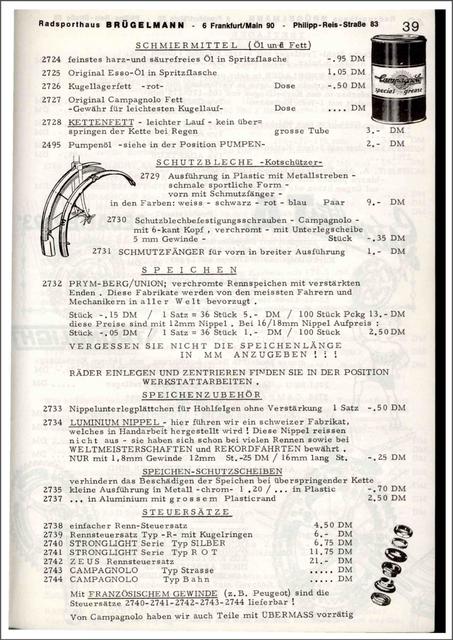 Radsporthaus BRÜGELMANN - 6 Frankfurt/Main 90 - Philipp-Reis-Straße 83
39
SCHMIERMITTEL (Öl und Fett)
2724 feinstes harz-und säurefreies Öl in Spritzflasche -.95 DM
2725 Original Esso-Öl in Spritzflasche 1,05 DM
2726 Kugellagerfett -rot- Dose -.50 DM
2727 Original Campagnolo Fett
-Gewähr für leichtesten Kugellauf- Dose .... DM
2728 KETTENFETT - leichter Lauf - kein über=
springen der Kette bei Regen grosse Tube 3.- DM
2495 Pumpenöl -siehe in der Position PUMPEN- 2.- DM
Campagnolo
special grease
SCHUTZBLECHE -Kotschützer-
2729 Ausführung in Plastic mit Metallstreben -
schmale sportliche Form -
vorn mit Schmutzfänger -
in den Farben: weiss - schwarz - rot - blau Paar 9.- DM
2730 Schutzblechbefestigungsschrauben - Campagnolo -
mit 6-kant Kopf, verchromt - mit Unterlegscheibe
5 mm Gewinde - Stück -.35 DM
2731 SCHMUTZFÄNGER für vorn in breiter Ausführung 1.- DM
SPEICHEN
2732 PRYM-BERG/UNION; verchromte Rennspeichen mit verstärkten
Enden. Diese Fabrikate werden von den meissten Fahrern und
Mechanikern in aller Welt bevorzugt.
Stück -.15 DM / 1 Satz = 36 Stück 5.- DM / 100 Stück Pckg 13.- DM
diese Preise sind mit 12mm Nippel. Bei 16/18mm Nippel Aufpreis :
Stück -.05 DM / 1 Satz = 36 Stück 1.- DM / 100 Stück 2,50 DM
VERGESSEN SIE NICHT DIE SPEICHENLÄNGE
IN MM ANZUGEBEN ! ! !
RÄDER EINLEGEN UND ZENTRIEREN FINDEN SIE IN DER POSITION
WERKSTATTARBEITEN.
SPEICHENZUBEHÖR
2733 Nippelunterlegplättchen für Hohlfelgen ohne Verstärkung 1 Satz -.50 DM
2734 LUMINIUM NIPPEL - hier führen wir ein schweizer Fabrikat,
welches in Handarbeit hergestellt wird ! Diese Nippel reissen
nicht aus - sie haben sich schon bei vielen Rennen sowie bei
WELTMEISTERSCHAFTEN und REKORDFAHRTEN bewährt.
NUR mit 1,8mm Gewinde 12mm St.-25 DM / 16mm lang St. -.25 DM
SPEICHEN-SCHUTZSCHEIBEN
verhindern das Beschädigen der Speichen bei überspringender Kette
2735 kleine Ausführung in Metall -chrom- 1,20 /... in Plastic -.70 DM
2737 ... in Aluminium mit grossem Plasticrand 2,50 DM
STEUERSÄTZE
2738 einfacher Renn-Steuersatz 4.50 DM
2739 Rennsteuersatz Typ -R- mit Kugelringen 6.- DM
2740 STRONGLIGHT Serie Typ SILBER 6.75 DM
2741 STRONGLIGHT Serie Typ ROT 11,75 DM
2742 ZEUS Rennsteuersatz 21.- DM
2743 CAMPAGNOLO Typ Strasse ..... DM
2744 CAMPAGNOLO Typ Bahn ..... DM
Mit FRANZÖSISCHEM GEWINDE (z.B. Peugeot) sind die
Steuersätze 2740-2741-2742-2743-2744 lieferbar !
Von Campagnolo haben wir auch Teile mit ÜBERMASS vorrätig